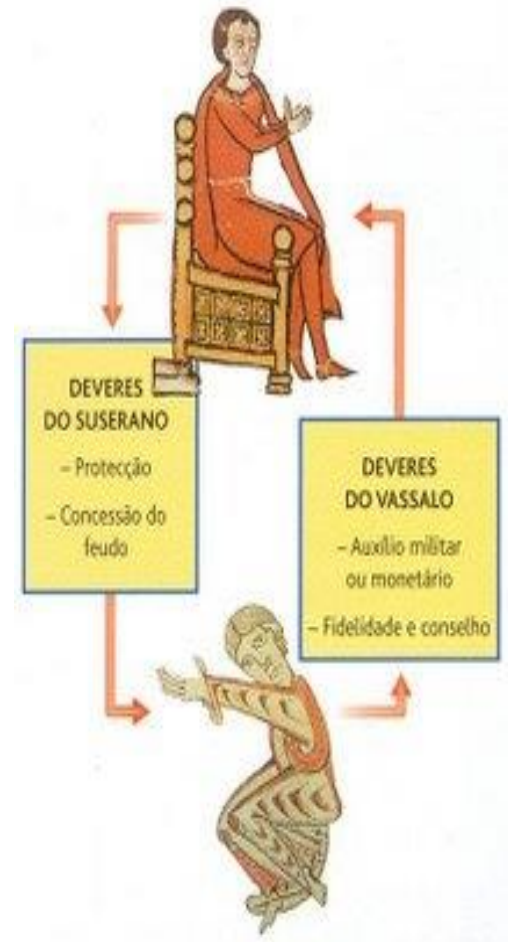 DEVERES
DO SUSERANO
– Protecção
– Concessão do
feudo
DEVERES
DO VASSALO
– Auxílio militar
ou monetário
– Fidelidade e conselho